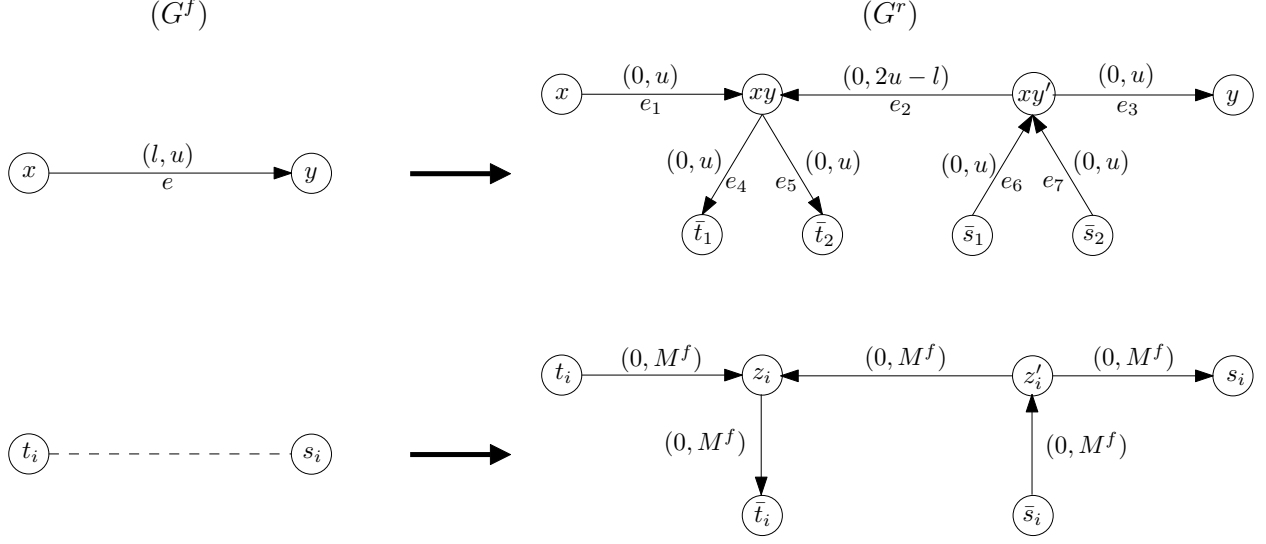 (G^f) (G^r)
(0, u) (0, 2u − l) (0, u)
x xy xy′ y
e_1 e_2 e_3
(l, u)
x y
e
(0, u) (0, u) (0, u) (0, u)
e_4 e_5 e_6 e_7
t̄_1 t̄_2 s̄_1 s̄_2
(0, M^f) (0, M^f) (0, M^f)
t_i z_i z′_i s_i
t_i s_i
(0, M^f) (0, M^f)
t̄_i s̄_i